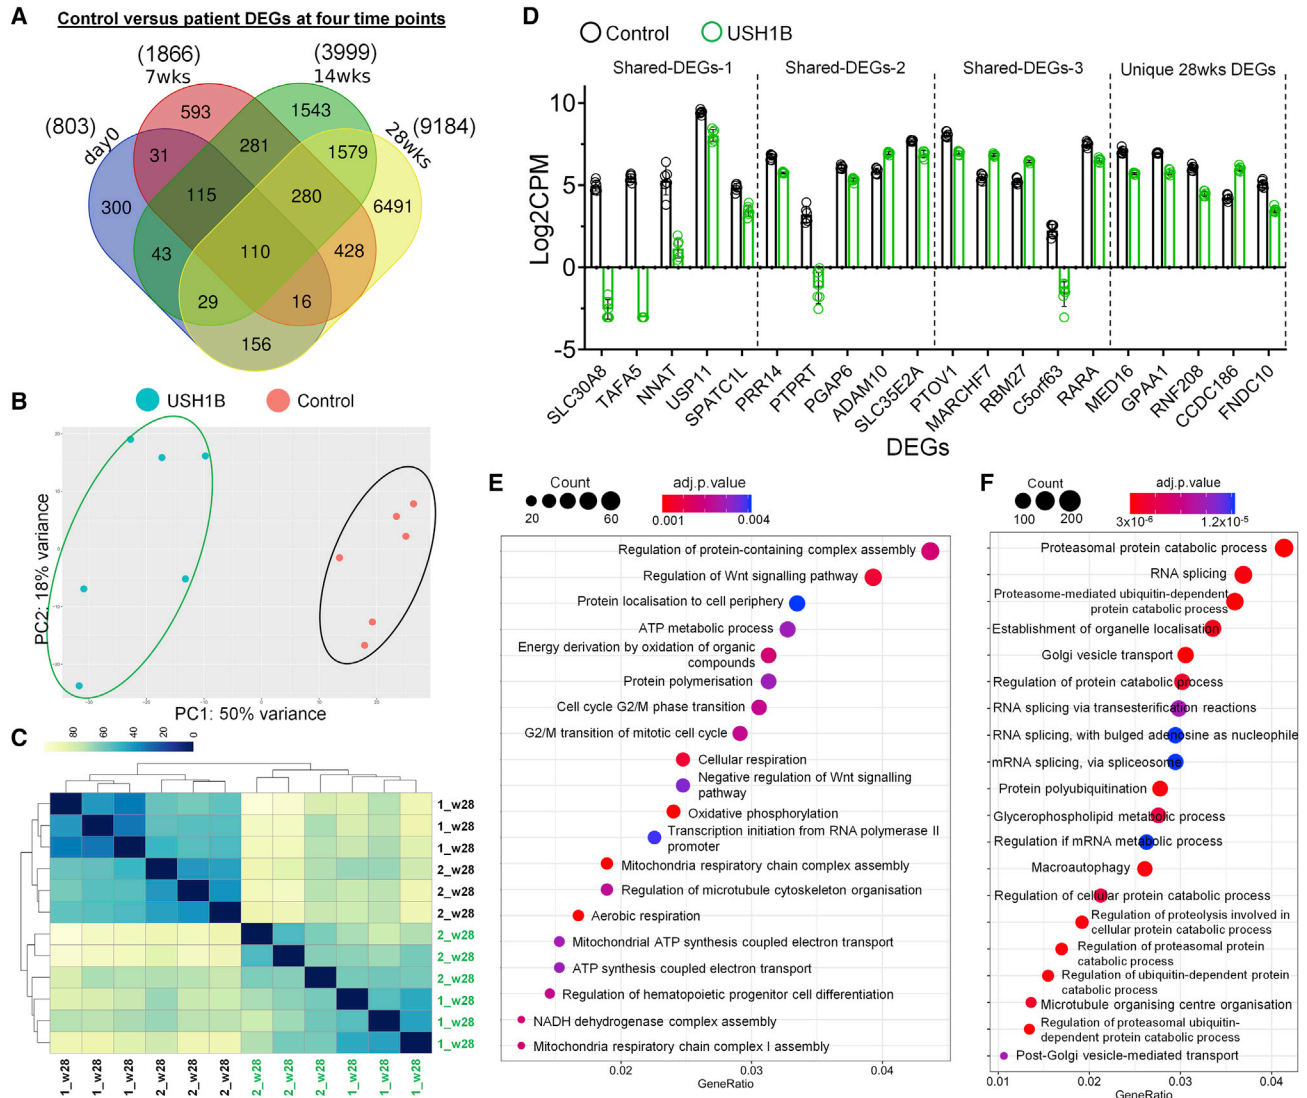 A
Control versus patient DEGs at four time points
(1866)
7wks
(3999)
14wks
(803)
day0
(9184)
28wks
593
1543
31
281
1579
300
115
280
6491
43
110
428
29
16
156
B
USH1B
Control
PC2: 18% variance
PC1: 50% variance
C
80
60
40
20
0
1_w28
1_w28
1_w28
2_w28
2_w28
2_w28
2_w28
2_w28
2_w28
1_w28
1_w28
1_w28
1_w28
1_w28
1_w28
2_w28
2_w28
2_w28
2_w28
2_w28
2_w28
1_w28
1_w28
1_w28
D
Control
USH1B
Shared-DEGs-1
Shared-DEGs-2
Shared-DEGs-3
Unique 28wks DEGs
Log2CPM
10
5
0
-5
SLC30A8
TAFA5
NNAT
USP11
SPATC1L
PRR14
PTPRT
PGAP6
ADAM10
SLC35E2A
PTOV1
MARCHF7
RBM27
C5orf63
RARA
MED16
GPAA1
RNF208
CCDC186
FNDC10
DEGs
E
Count
20
60
adj.p.value
0.001
0.004
Regulation of protein-containing complex assembly
Regulation of Wnt signalling pathway
Protein localisation to cell periphery
ATP metabolic process
Energy derivation by oxidation of organic
compounds
Protein polymerisation
Cell cycle G2/M phase transition
G2/M transition of mitotic cell cycle
Cellular respiration
Negative regulation of Wnt signalling
pathway
Oxidative phosphorylation
Transcription initiation from RNA polymerase II
promoter
Mitochondria respiratory chain complex assembly
Regulation of microtubule cytoskeleton organisation
Aerobic respiration
Mitochondrial ATP synthesis coupled electron transport
ATP synthesis coupled electron transport
Regulation of hematopoietic progenitor cell differentiation
NADH dehydrogenase complex assembly
Mitochondria respiratory chain complex I assembly
0.02
0.03
0.04
GeneRatio
F
Count
100
200
adj.p.value
3x10⁻⁶
1.2x10⁻⁵
Proteasomal protein catabolic process
RNA splicing
Proteasome-mediated ubiquitin-dependent
protein catabolic process
Establishment of organelle localisation
Golgi vesicle transport
Regulation of protein catabolic process
RNA splicing via transesterification reactions
RNA splicing, with bulged adenosine as nucleophile
mRNA splicing, via spliceosome
Protein polyubiquitination
Glycerophospholipid metabolic process
Regulation if mRNA metabolic process
Macroautophagy
Regulation of cellular protein catabolic process
Regulation of proteolysis involved in
cellular protein catabolic process
Regulation of proteasomal protein
catabolic process
Regulation of ubiquitin-dependent protein
catabolic process
Microtubule organising centre organisation
Regulation of proteasomal ubiquitin-
dependent protein catabolic process
Post-Golgi vesicle-mediated transport
0.01
0.02
0.03
0.04
GeneRatio